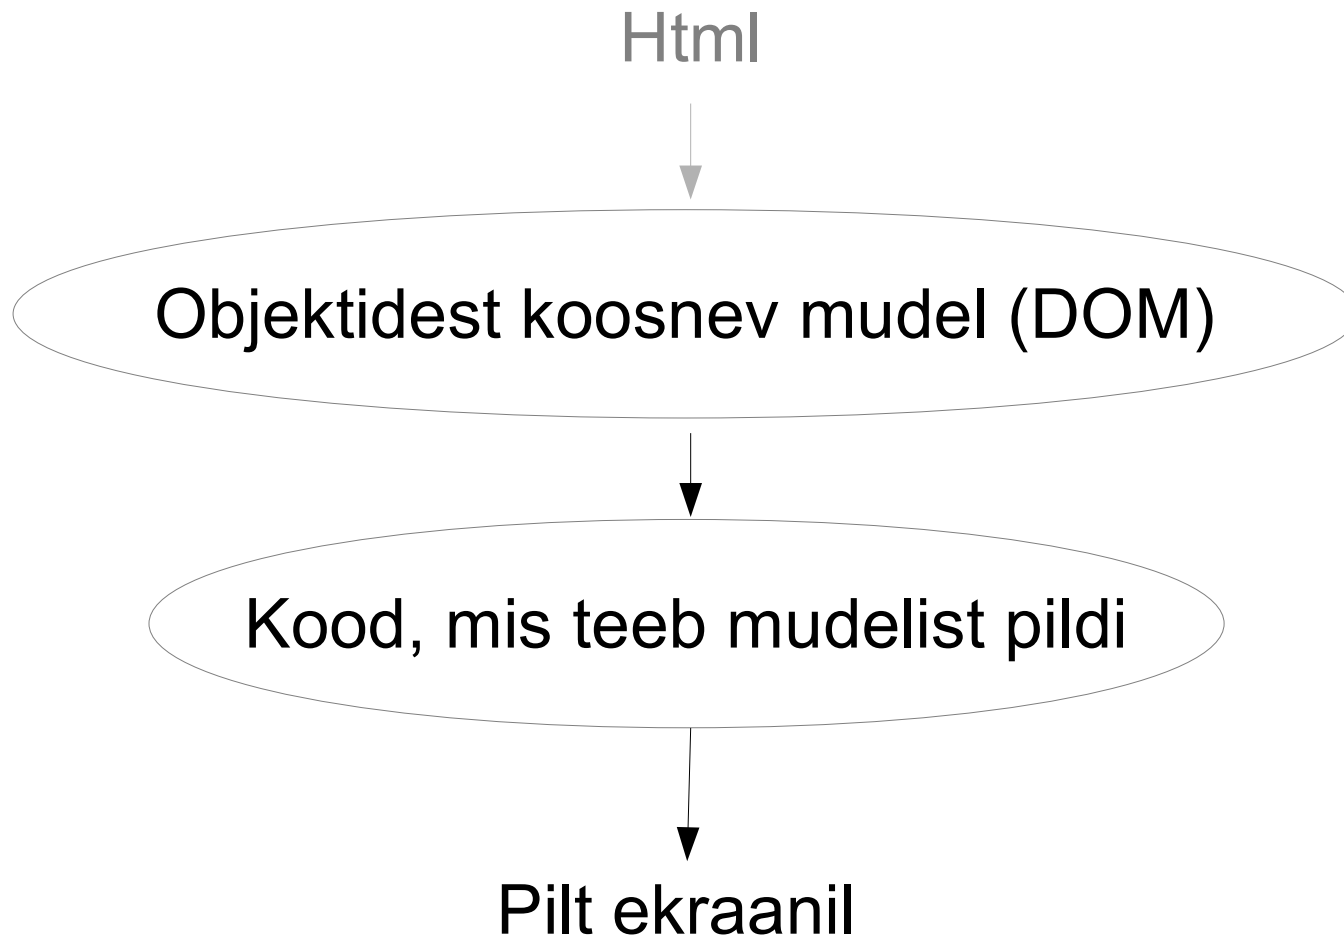 Html
Objektidest koosnev mudel (DOM)
Kood, mis teeb mudelist pildi
Pilt ekraanil